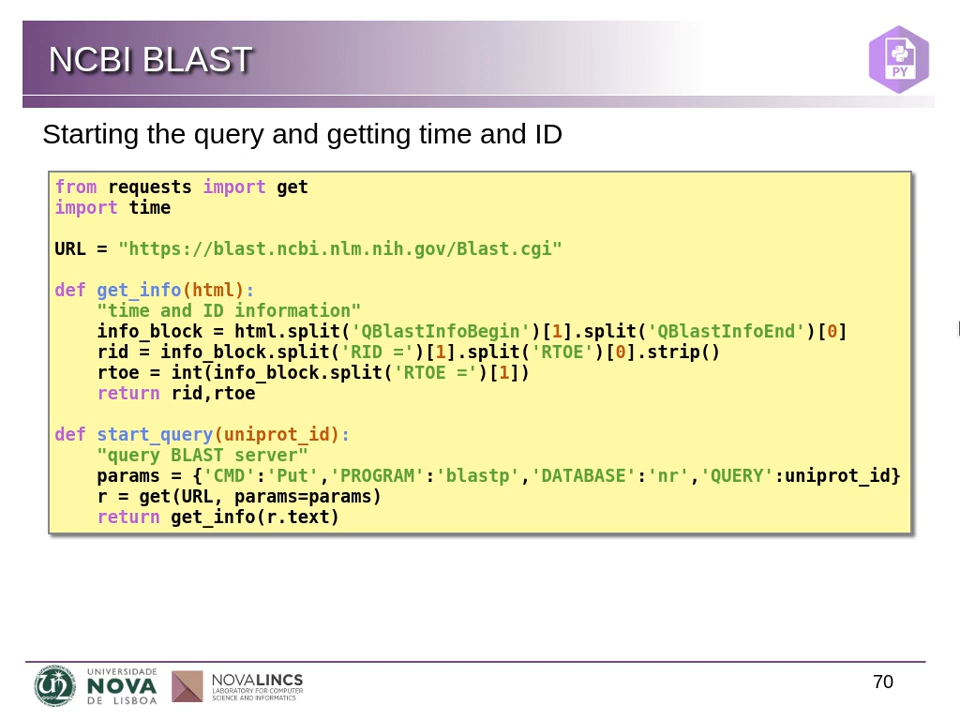 NCBI BLAST
PY
Starting the query and getting time and ID
from requests import get
import time
URL = "https://blast.ncbi.nlm.nih.gov/Blast.cgi"
def get_info(html):
    "time and ID information"
    info_block = html.split('QBlastInfoBegin')[1].split('QBlastInfoEnd')[0]
    rid = info_block.split('RID =')[1].split('RTOE')[0].strip()
    rtoe = int(info_block.split('RTOE =')[1])
    return rid,rtoe
def start_query(uniprot_id):
    "query BLAST server"
    params = {'CMD':'Put','PROGRAM':'blastp','DATABASE':'nr','QUERY':uniprot_id}
    r = get(URL, params=params)
    return get_info(r.text)
UNIVERSIDADE
NOVA
DE LISBOA
NOVALINCS
LABORATORY FOR COMPUTER
SCIENCE AND INFORMATICS
70